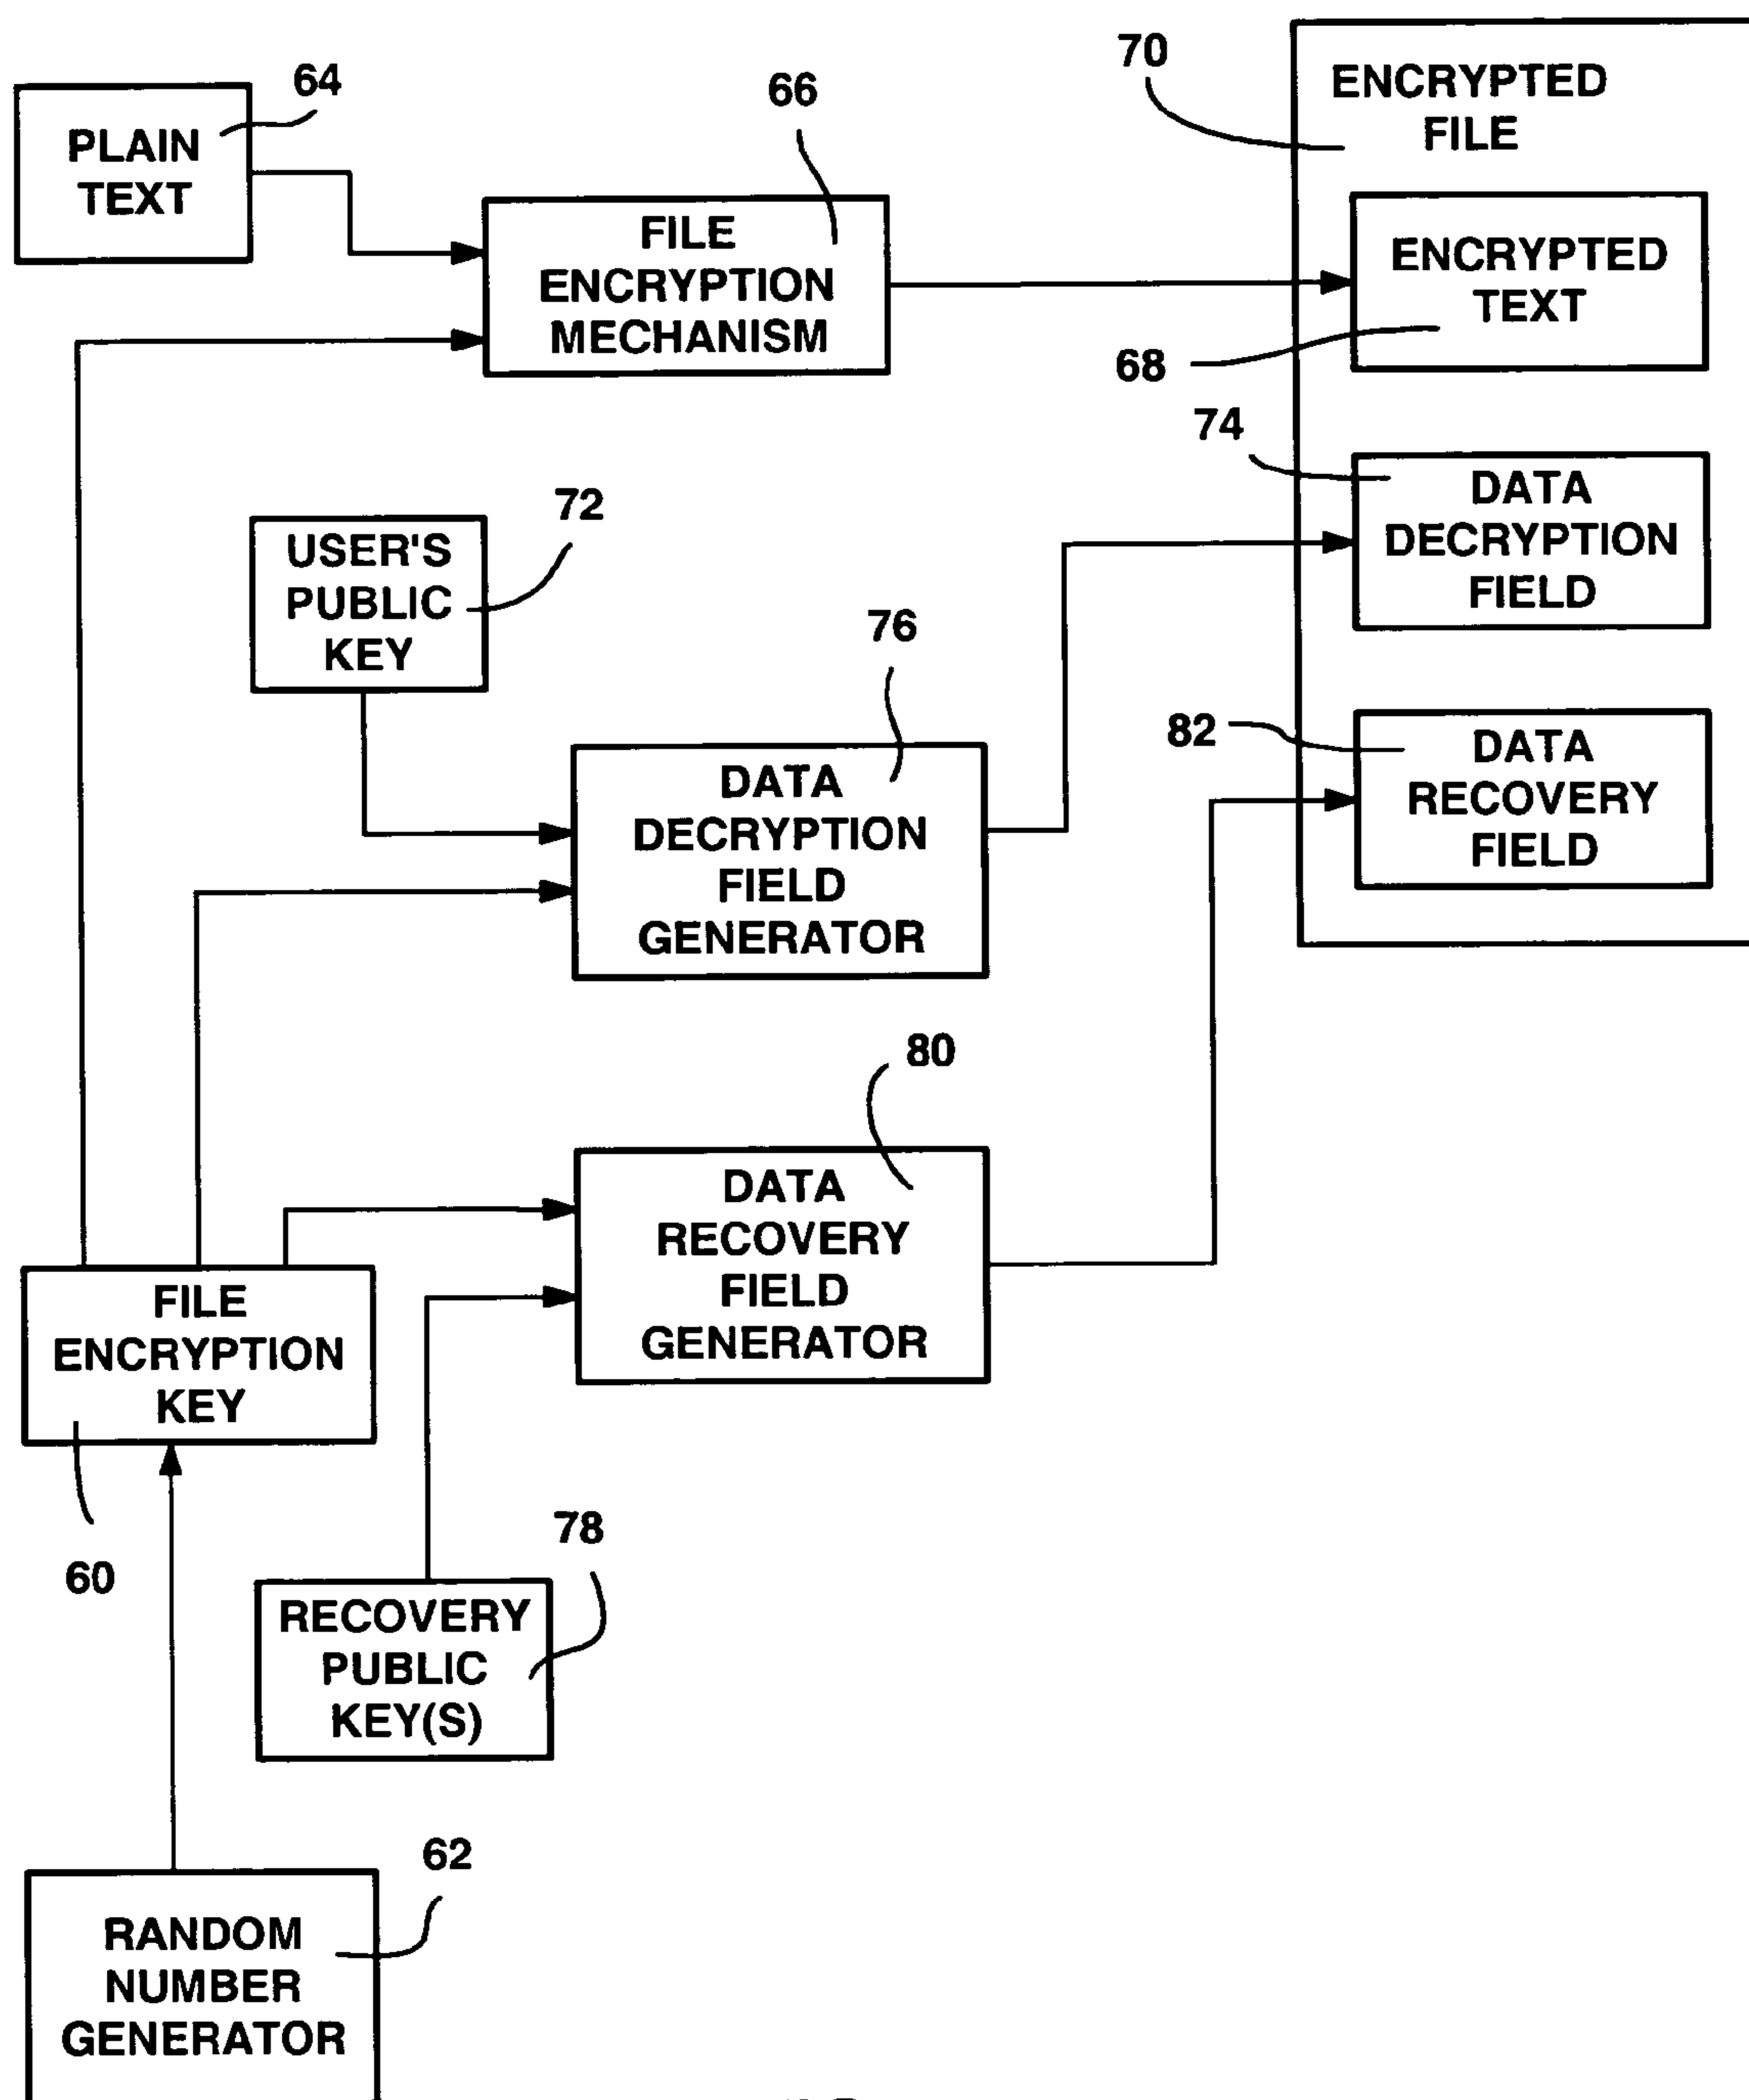 64
PLAIN
TEXT
66
FILE
ENCRYPTION
MECHANISM
70
ENCRYPTED
FILE
ENCRYPTED
TEXT
68
74
DATA
DECRYPTION
FIELD
72
USER'S
PUBLIC
KEY
76
DATA
DECRYPTION
FIELD
GENERATOR
82
DATA
RECOVERY
FIELD
80
DATA
RECOVERY
FIELD
GENERATOR
FILE
ENCRYPTION
KEY
60
78
RECOVERY
PUBLIC
KEY(S)
62
RANDOM
NUMBER
GENERATOR